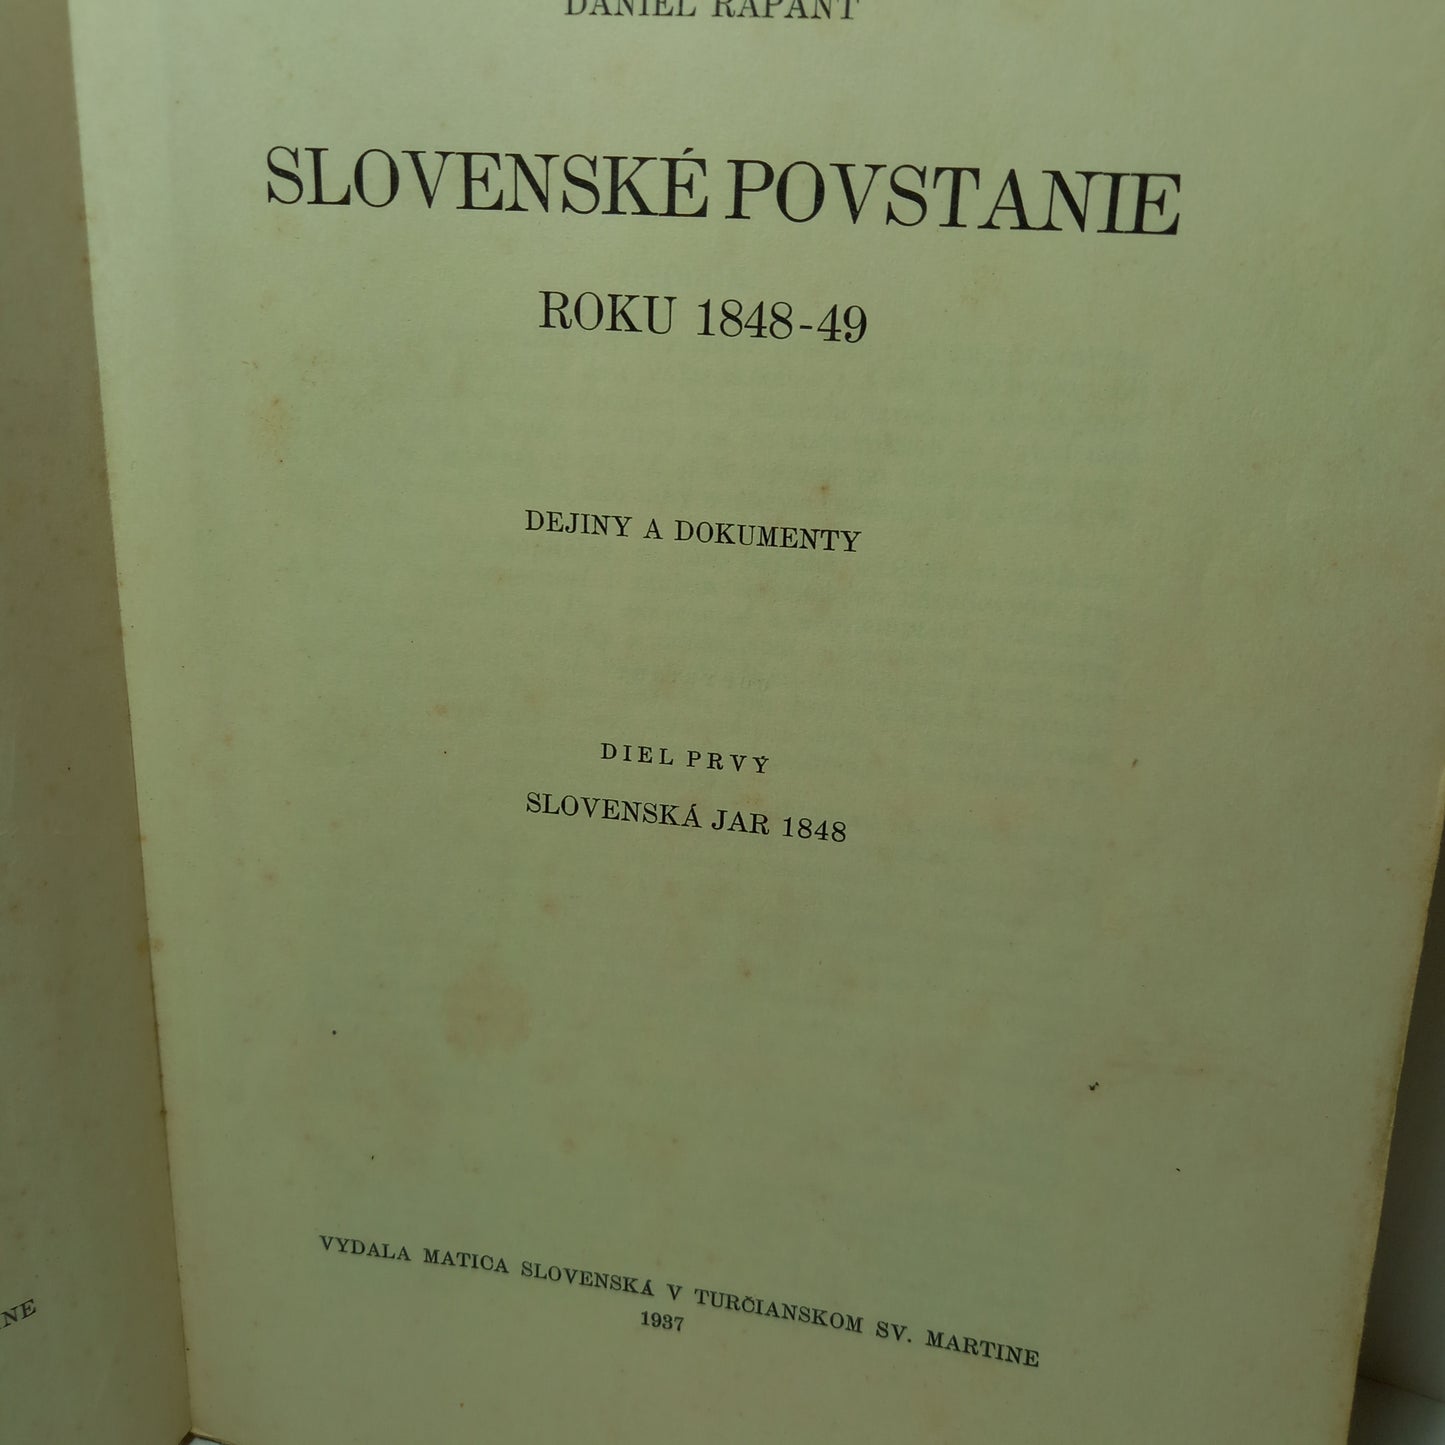 DANIEL RAPANT
SLOVENSKÉ POVSTANIE
ROKU 1848-49
DEJINY A DOKUMENTY
DIEL PRVÝ
SLOVENSKÁ JAR 1848
VYDALA MATICA SLOVENSKÁ V TURČIANSKOM SV. MARTINE
1937